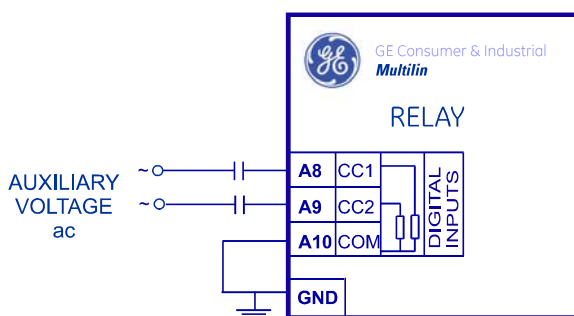 GE
GE Consumer & Industrial
Multilin
RELAY
AUXILIARY
VOLTAGE
ac
~
~
A8 CC1
A9 CC2
A10 COM
DIGITAL
INPUTS
GND